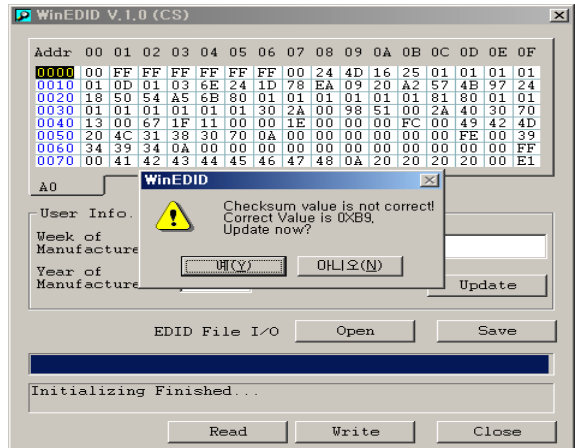 WinEDID V,1,0 (CS)
Addr 00 01 02 03 04 05 06 07 08 09 0A 0B 0C 0D 0E 0F
0000 00 FF FF FF FF FF FF 00 24 4D 16 25 01 01 01 01
0010 01 0D 01 03 6E 24 1D 78 EA 09 20 A2 57 4B 97 24
0020 18 50 54 A5 6B 80 01 01 01 01 01 01 81 80 01 01
0030 01 01 01 01 01 01 30 2A 00 98 51 00 2A 40 30 70
0040 13 00 67 1F 11 00 00 1E 00 00 00 FC 00 49 42 4D
0050 20 4C 31 38 30 70 0A 00 00 00 00 00 00 FE 00 39
0060 34 39 34 0A 00 00 00 00 00 00 00 00 00 00 00 FF
0070 00 41 42 43 44 45 46 47 48 0A 20 20 20 20 00 E1
A0
WinEDID
Checksum value is not correct!
Correct Value is 0XB9,
Update now?
예(Y) 아니오(N)
User Info.
Week of
Manufacture
Year of
Manufacture
Update
EDID File I/O Open Save
Initializing Finished...
Read Write Close